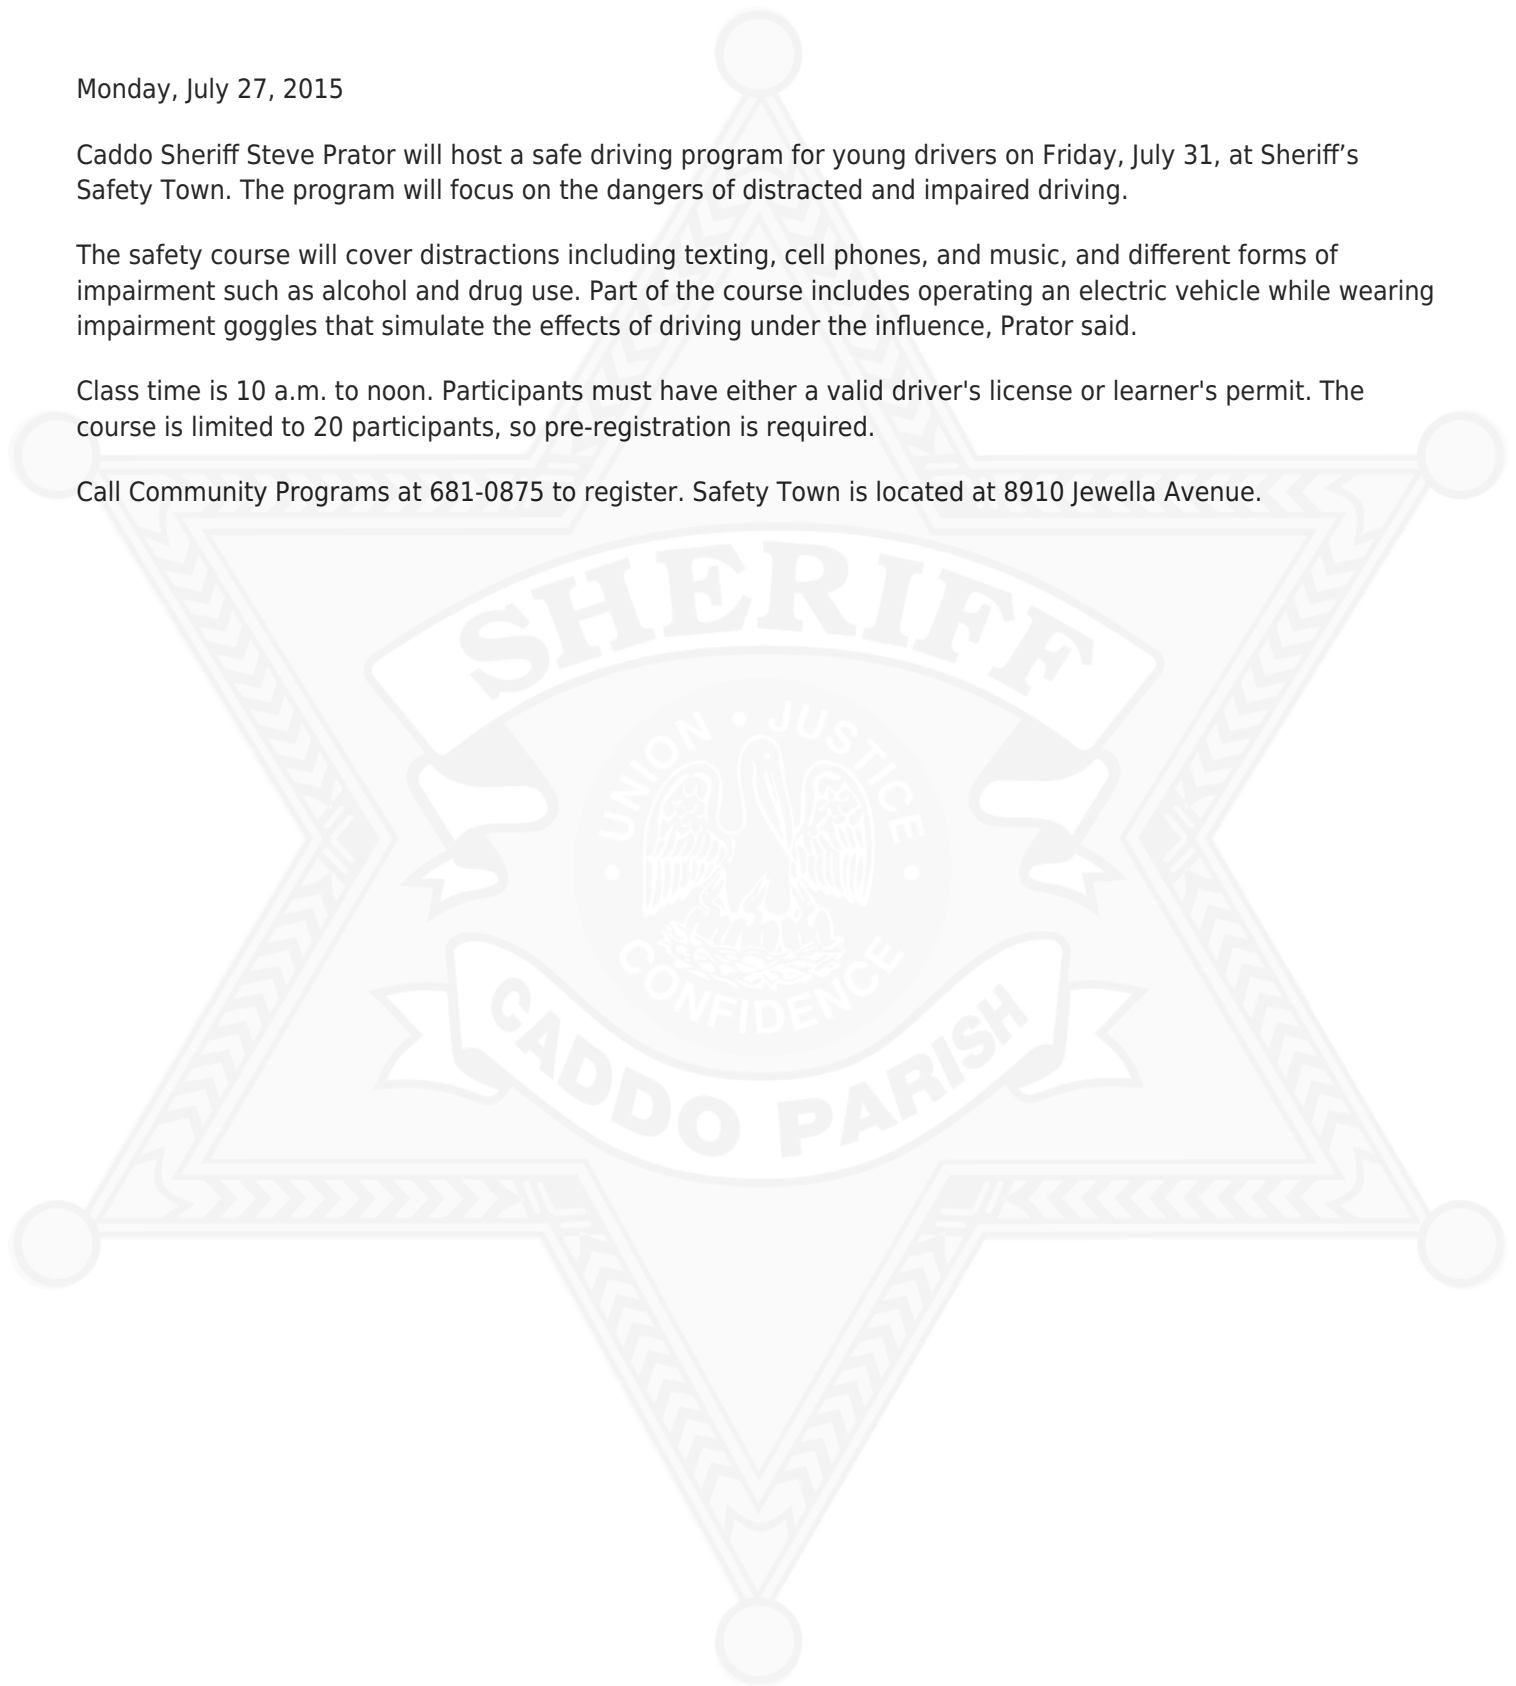 Monday, July 27, 2015
Caddo Sheriff Steve Prator will host a safe driving program for young drivers on Friday, July 31, at Sheriff’s
Safety Town. The program will focus on the dangers of distracted and impaired driving.
The safety course will cover distractions including texting, cell phones, and music, and different forms of
impairment such as alcohol and drug use. Part of the course includes operating an electric vehicle while wearing
impairment goggles that simulate the effects of driving under the influence, Prator said.
Class time is 10 a.m. to noon. Participants must have either a valid driver's license or learner's permit. The
course is limited to 20 participants, so pre-registration is required.
Call Community Programs at 681-0875 to register. Safety Town is located at 8910 Jewella Avenue.
SHERIFF
UNION • JUSTICE
• CONFIDENCE •
CADDO PARISH